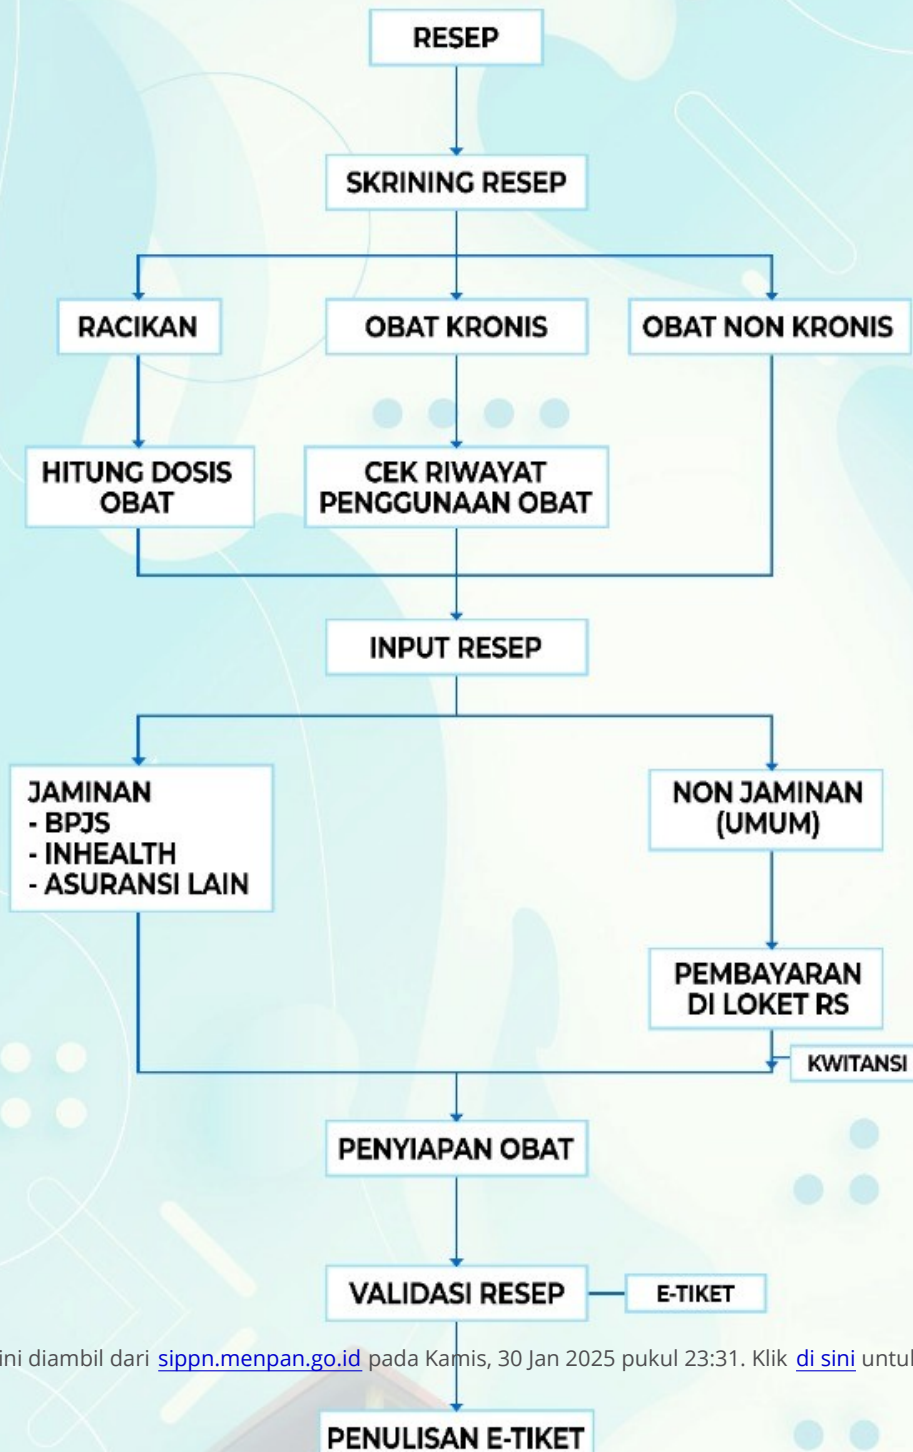 RESEP
SKRINING RESEP
RACIKAN
OBAT KRONIS
OBAT NON KRONIS
HITUNG DOSIS
OBAT
CEK RIWAYAT
PENGGUNAAN OBAT
INPUT RESEP
JAMINAN
- BPJS
- INHEALTH
- ASURANSI LAIN
NON JAMINAN
(UMUM)
PEMBAYARAN
DI LOKET RS
KWITANSI
PENYIAPAN OBAT
VALIDASI RESEP
E-TIKET
ini diambil dari sippn.menpan.go.id pada Kamis, 30 Jan 2025 pukul 23:31. Klik di sini untuk
PENULISAN E-TIKET